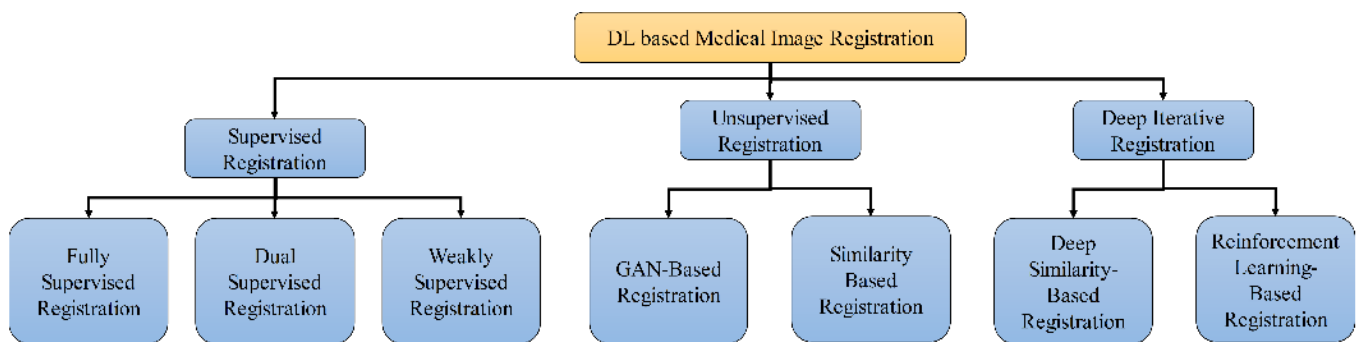 DL based Medical Image Registration
Supervised
Registration
Unsupervised
Registration
Deep Iterative
Registration
Fully
Supervised
Registration
Dual
Supervised
Registration
Weakly
Supervised
Registration
GAN-Based
Registration
Similarity
Based
Registration
Deep
Similarity-
Based
Registration
Reinforcement
Learning-
Based
Registration